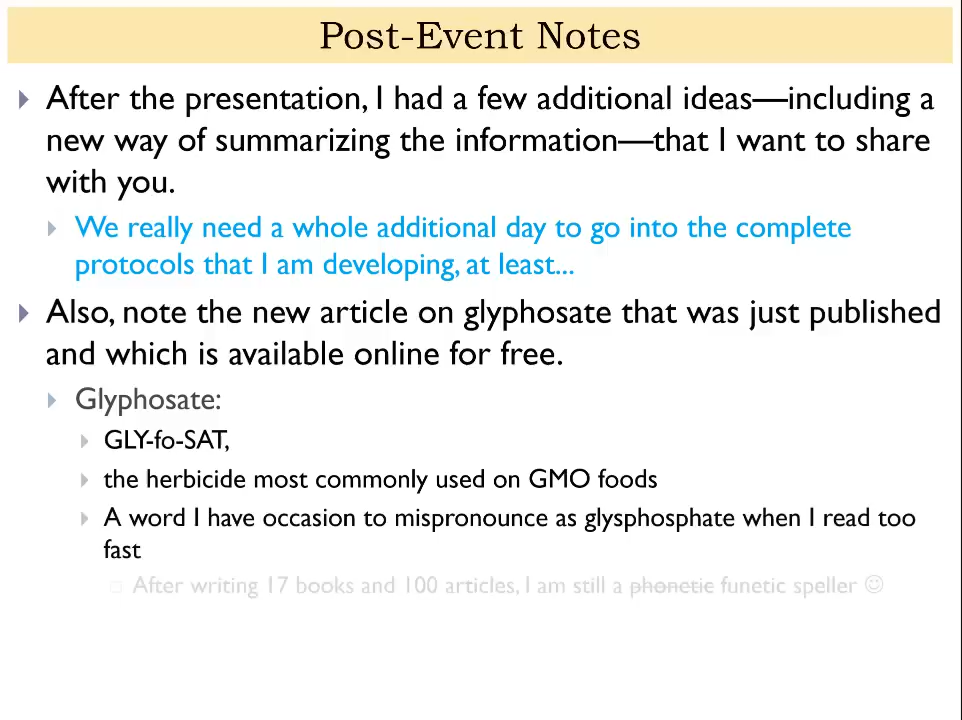 Post-Event Notes
After the presentation, I had a few additional ideas—including a
new way of summarizing the information—that I want to share
with you.
We really need a whole additional day to go into the complete
protocols that I am developing, at least...
Also, note the new article on glyphosate that was just published
and which is available online for free.
Glyphosate:
GLY-fo-SAT,
the herbicide most commonly used on GMO foods
A word I have occasion to mispronounce as glysphosphate when I read too
fast
After writing 17 books and 100 articles, I am still a phonetic funetic speller ☺